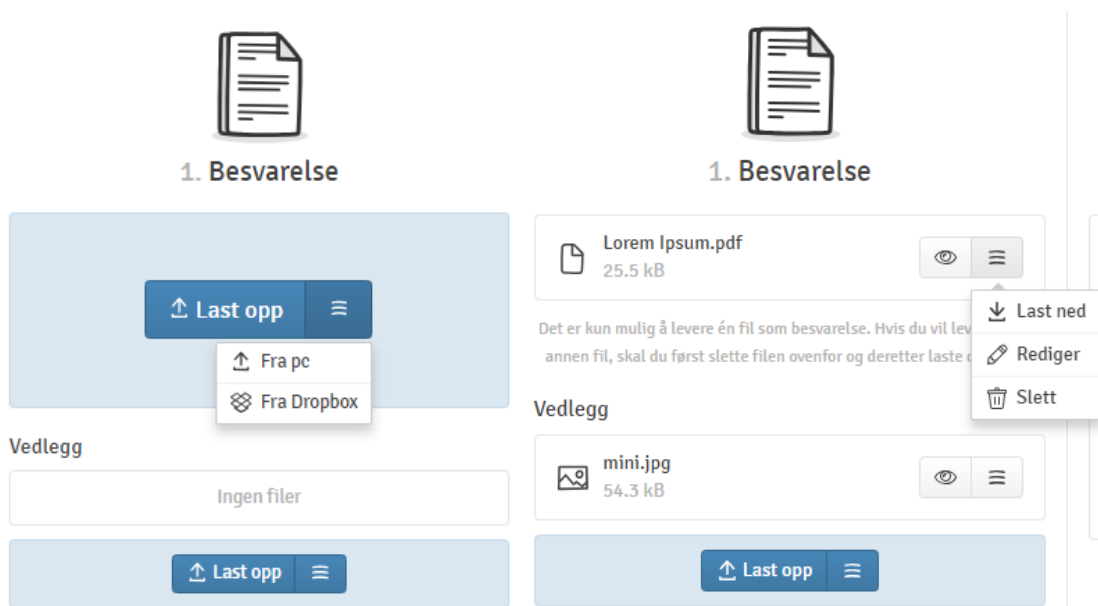 1. Besvarelse
Last opp
Fra pc
Fra Dropbox
Vedlegg
Ingen filer
Last opp
1. Besvarelse
Lorem Ipsum.pdf
25.5 kB
Last ned
Rediger
Slett
Det er kun mulig å levere én fil som besvarelse. Hvis du vil
annen fil, skal du først slette filen ovenfor og deretter laste
Vedlegg
mini.jpg
54.3 kB
Last opp